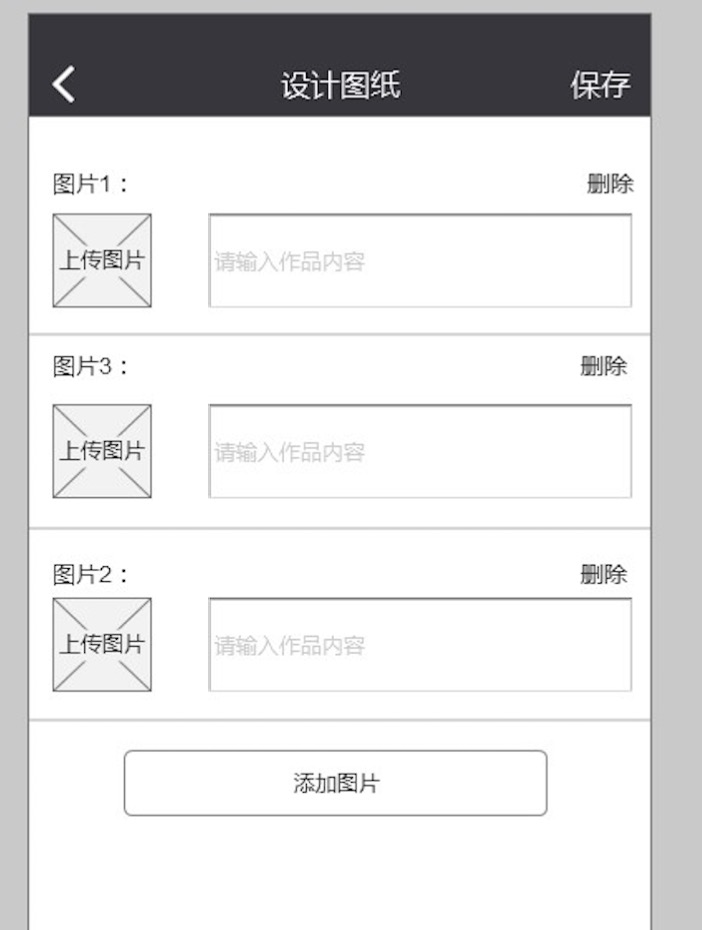 设计图纸 保存
图片1： 删除
上传图片 请输入作品内容
图片3： 删除
上传图片 请输入作品内容
图片2： 删除
上传图片 请输入作品内容
添加图片